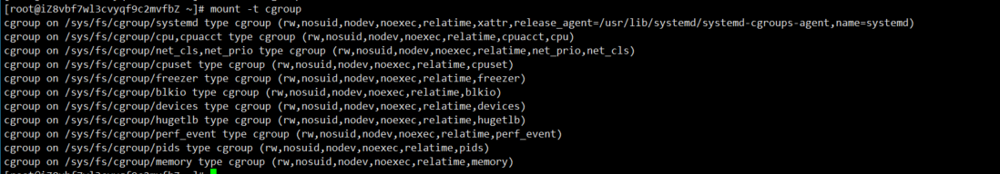 [root@iZ8vbf7wl3cvyqf9c2mvfbZ ~]# mount -t cgroup
cgroup on /sys/fs/cgroup/systemd type cgroup (rw,nosuid,nodev,noexec,relatime,xattr,release_agent=/usr/lib/systemd/systemd-cgroups-agent,name=systemd)
cgroup on /sys/fs/cgroup/cpu,cpuacct type cgroup (rw,nosuid,nodev,noexec,relatime,cpuacct,cpu)
cgroup on /sys/fs/cgroup/net_cls,net_prio type cgroup (rw,nosuid,nodev,noexec,relatime,net_prio,net_cls)
cgroup on /sys/fs/cgroup/cpuset type cgroup (rw,nosuid,nodev,noexec,relatime,cpuset)
cgroup on /sys/fs/cgroup/freezer type cgroup (rw,nosuid,nodev,noexec,relatime,freezer)
cgroup on /sys/fs/cgroup/blkio type cgroup (rw,nosuid,nodev,noexec,relatime,blkio)
cgroup on /sys/fs/cgroup/devices type cgroup (rw,nosuid,nodev,noexec,relatime,devices)
cgroup on /sys/fs/cgroup/hugetlb type cgroup (rw,nosuid,nodev,noexec,relatime,hugetlb)
cgroup on /sys/fs/cgroup/perf_event type cgroup (rw,nosuid,nodev,noexec,relatime,perf_event)
cgroup on /sys/fs/cgroup/pids type cgroup (rw,nosuid,nodev,noexec,relatime,pids)
cgroup on /sys/fs/cgroup/memory type cgroup (rw,nosuid,nodev,noexec,relatime,memory)
[root@iZ8vbf7wl3cvyqf9c2mvfbZ ~]#